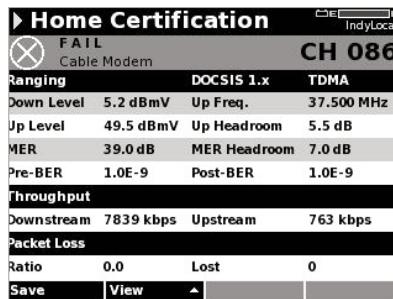 Home Certification
E
IndyLoca
FAIL
Cable Modem
CH 086
Ranging DOCSIS 1.x TDMA
Down Level 5.2 dBmV Up Freq. 37.500 MHz
Up Level 49.5 dBmV Up Headroom 5.5 dB
MER 39.0 dB MER Headroom 7.0 dB
Pre-BER 1.0E-9 Post-BER 1.0E-9
Throughput
Downstream 7839 kbps Upstream 763 kbps
Packet Loss
Ratio 0.0 Lost 0
Save View